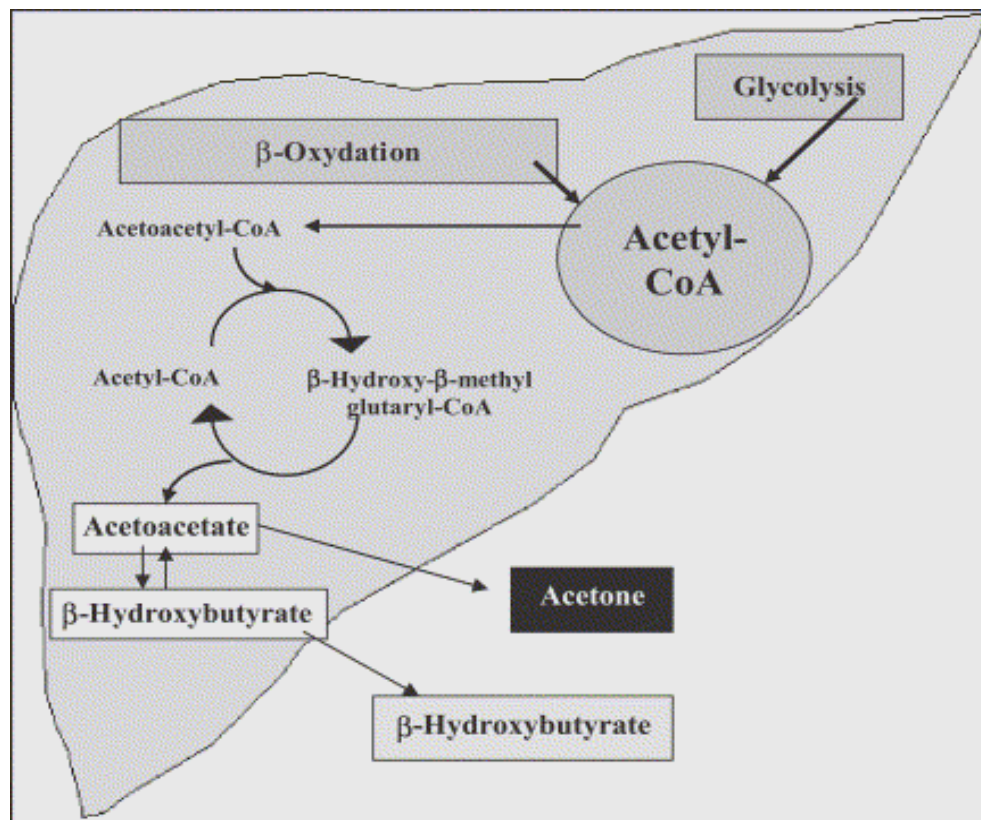 Glycolysis
β-Oxydation
Acetoacetyl-CoA
Acetyl-
CoA
Acetyl-CoA
β-Hydroxy-β-methyl
glutaryl-CoA
Acetoacetate
Acetone
β-Hydroxybutyrate
β-Hydroxybutyrate